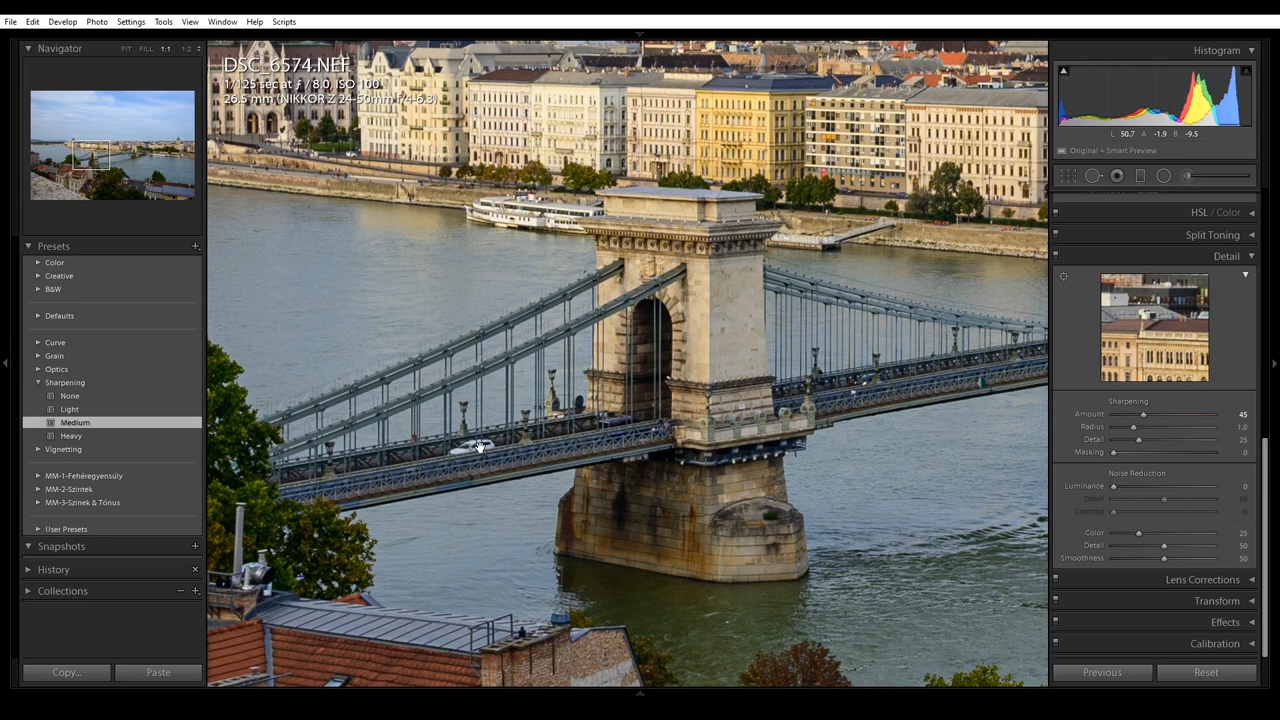 File Edit Develop Photo Settings Tools View Window Help Scripts
Navigator FIT FILL 1:1 1:2
Presets
Color
Creative
B&W
Defaults
Curve
Grain
Optics
Sharpening
None
Light
Medium
Heavy
Vignetting
MM-1-Fehéregyensúly
MM-2-Szintek
MM-3-Színek & Tónus
User Presets
Snapshots
History
Collections
Copy... Paste
DSC_6574.NEF
1/125 sec at ƒ / 8.0, ISO 100
26.5 mm (NIKKOR Z 24-50mm f/4-6.3)
Histogram
L 50.7 A -1.9 B -9.5
Original + Smart Preview
HSL / Color
Split Toning
Detail
Sharpening
Amount 45
Radius 1.0
Detail 25
Masking 0
Noise Reduction
Luminance 0
Detail 50
Contrast 0
Color 25
Detail 50
Smoothness 50
Lens Corrections
Transform
Effects
Calibration
Previous Reset